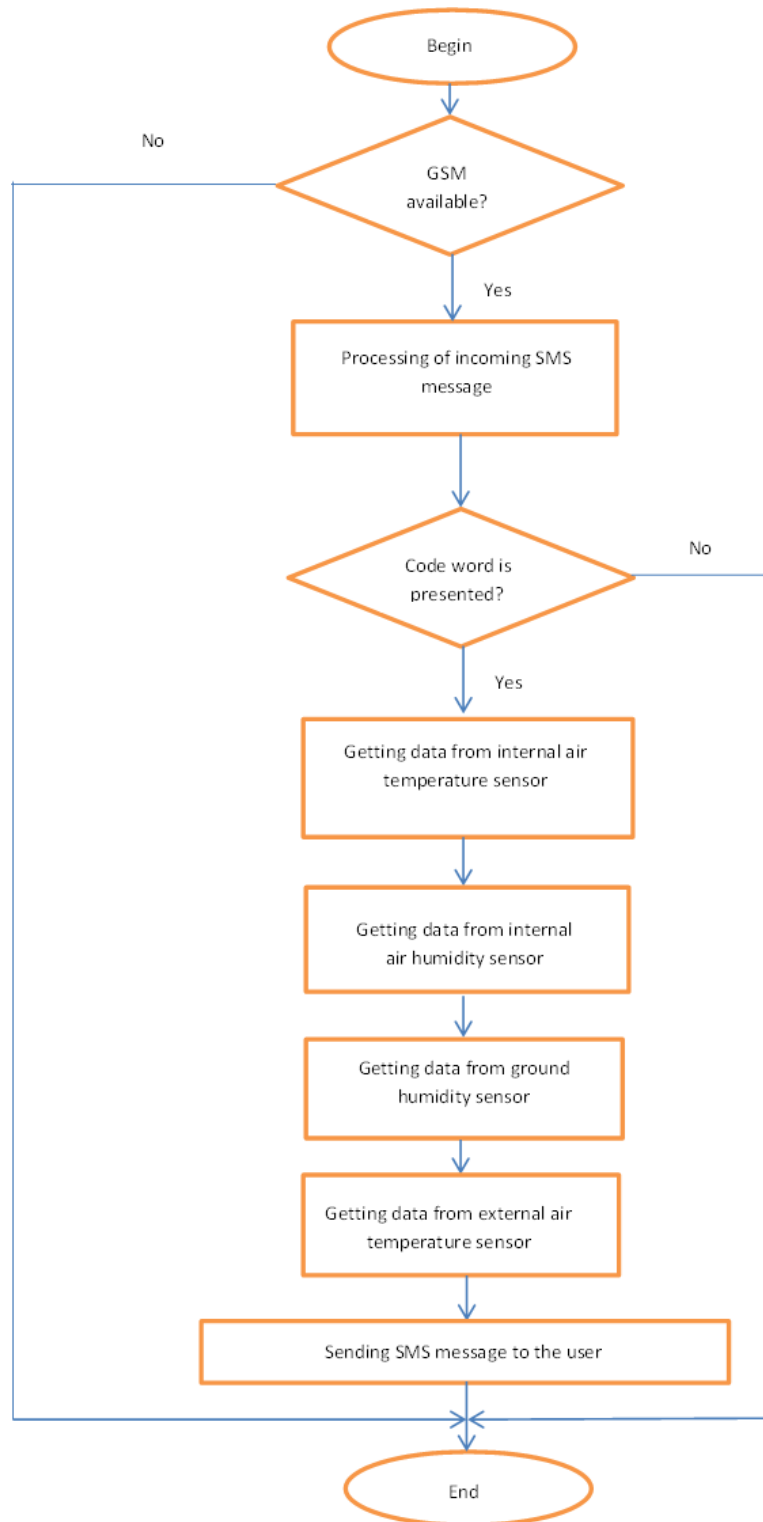 Begin
No
GSM
available?
Yes
Processing of incoming SMS
message
Code word is
presented?
No
Yes
Getting data from internal air
temperature sensor
Getting data from internal
air humidity sensor
Getting data from ground
humidity sensor
Getting data from external air
temperature sensor
Sending SMS message to the user
End